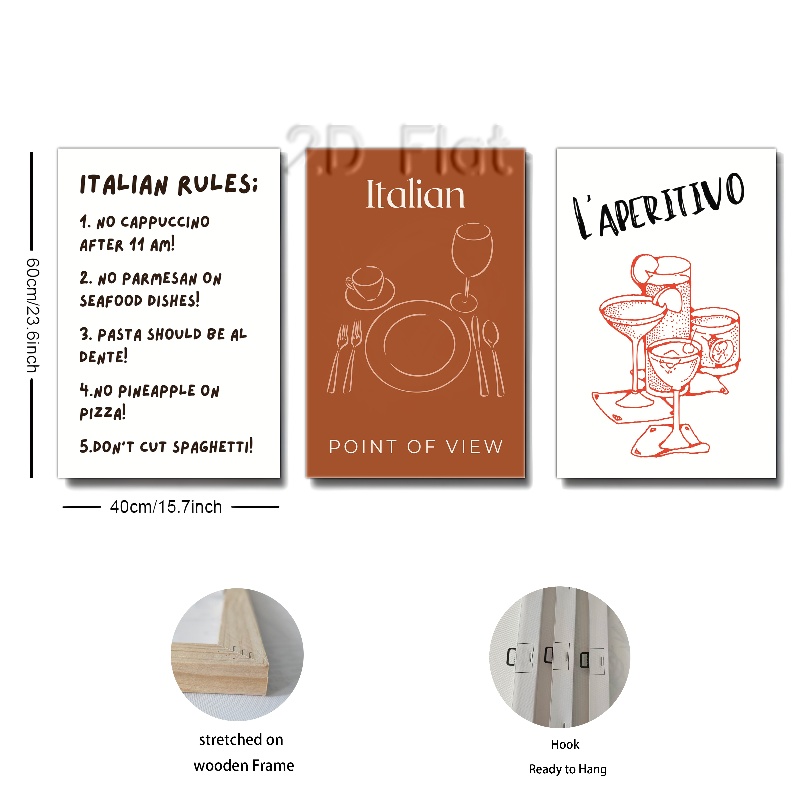 2D Flat
ITALIAN RULES;
1. NO CAPPUCCINO
AFTER 11 AM!
2. NO PARMESAN ON
SEAFOOD DISHES!
3. PASTA SHOULD BE AL
DENTE!
4.NO PINEAPPLE ON
PIZZA!
5.DON'T CUT SPAGHETTI!
Italian
POINT OF VIEW
L'APERITIVO
60cm/23.6inch
40cm/15.7inch
stretched on
wooden Frame
Hook
Ready to Hang